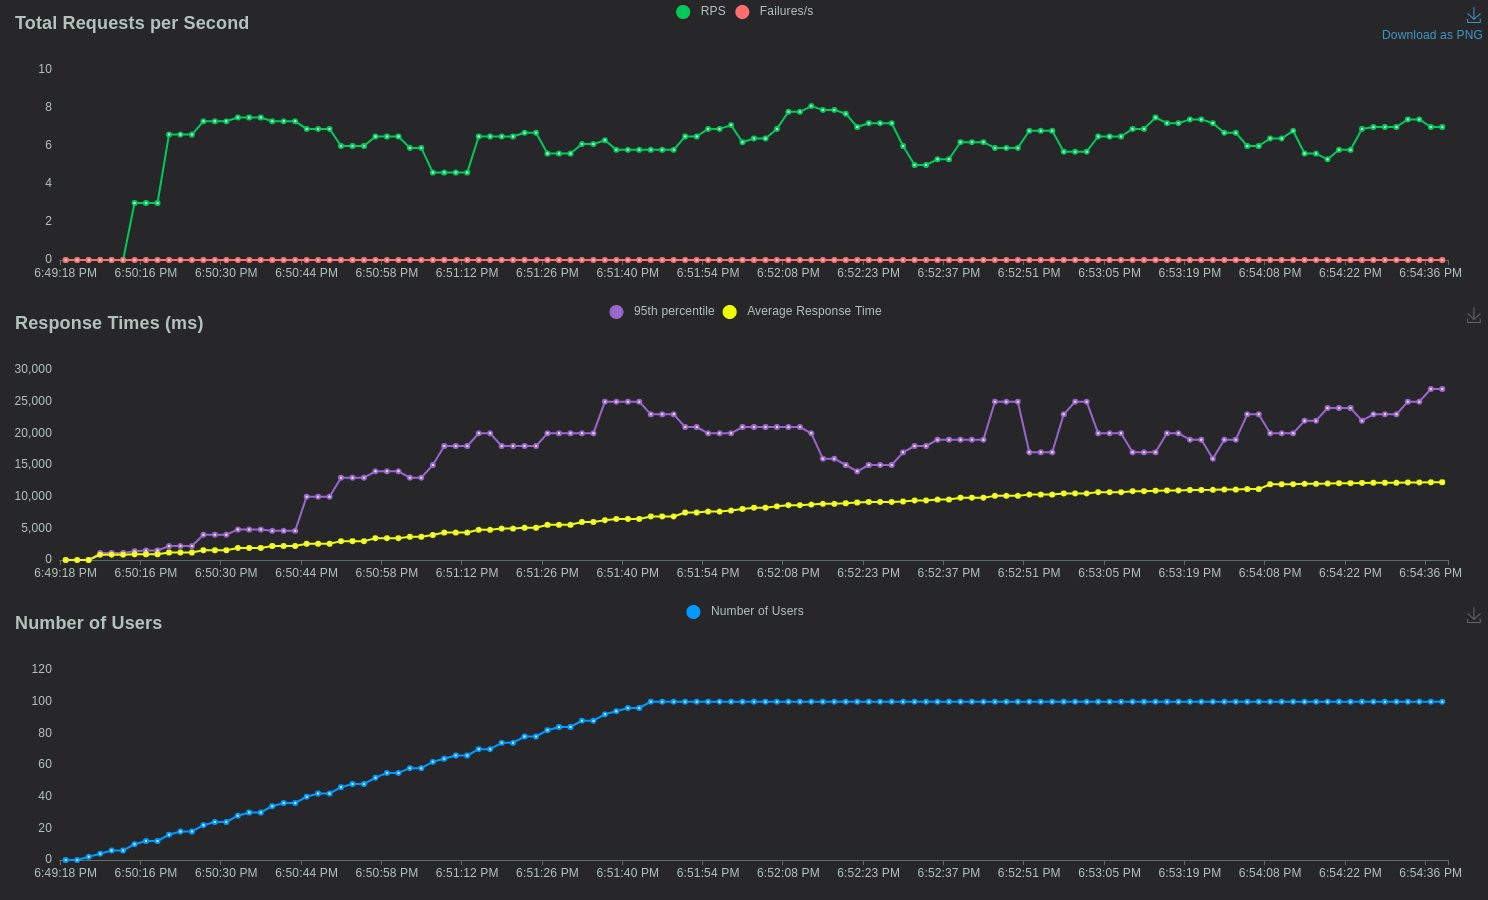 Total Requests per Second
RPS Failures/s
Download as PNG
10
8
6
4
2
0
6:49:18 PM 6:50:16 PM 6:50:30 PM 6:50:44 PM 6:50:58 PM 6:51:12 PM 6:51:26 PM 6:51:40 PM 6:51:54 PM 6:52:08 PM 6:52:23 PM 6:52:37 PM 6:52:51 PM 6:53:05 PM 6:53:19 PM 6:54:08 PM 6:54:22 PM 6:54:36 PM
Response Times (ms)
95th percentile Average Response Time
30,000
25,000
20,000
15,000
10,000
5,000
0
6:49:18 PM 6:50:16 PM 6:50:30 PM 6:50:44 PM 6:50:58 PM 6:51:12 PM 6:51:26 PM 6:51:40 PM 6:51:54 PM 6:52:08 PM 6:52:23 PM 6:52:37 PM 6:52:51 PM 6:53:05 PM 6:53:19 PM 6:54:08 PM 6:54:22 PM 6:54:36 PM
Number of Users
Number of Users
120
100
80
60
40
20
0
6:49:18 PM 6:50:16 PM 6:50:30 PM 6:50:44 PM 6:50:58 PM 6:51:12 PM 6:51:26 PM 6:51:40 PM 6:51:54 PM 6:52:08 PM 6:52:23 PM 6:52:37 PM 6:52:51 PM 6:53:05 PM 6:53:19 PM 6:54:08 PM 6:54:22 PM 6:54:36 PM